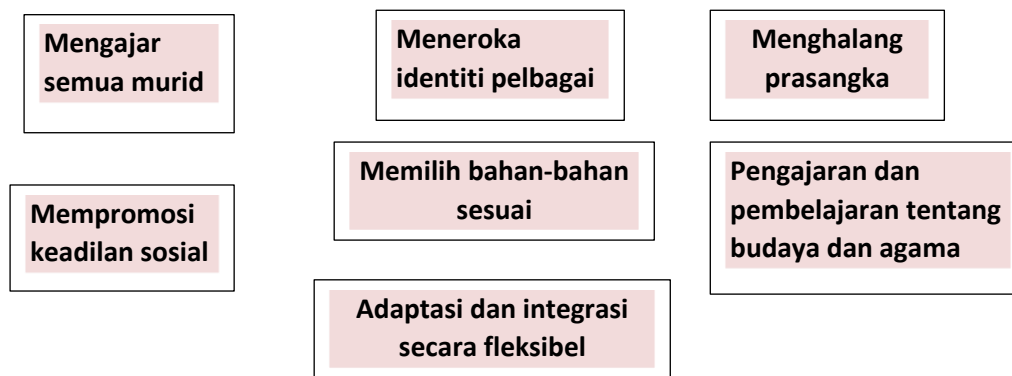 Mengajar
semua murid
Meneroka
identiti pelbagai
Menghalang
prasangka
Memilih bahan-bahan
sesuai
Pengajaran dan
pembelajaran tentang
budaya dan agama
Mempromosi
keadilan sosial
Adaptasi dan integrasi
secara fleksibel